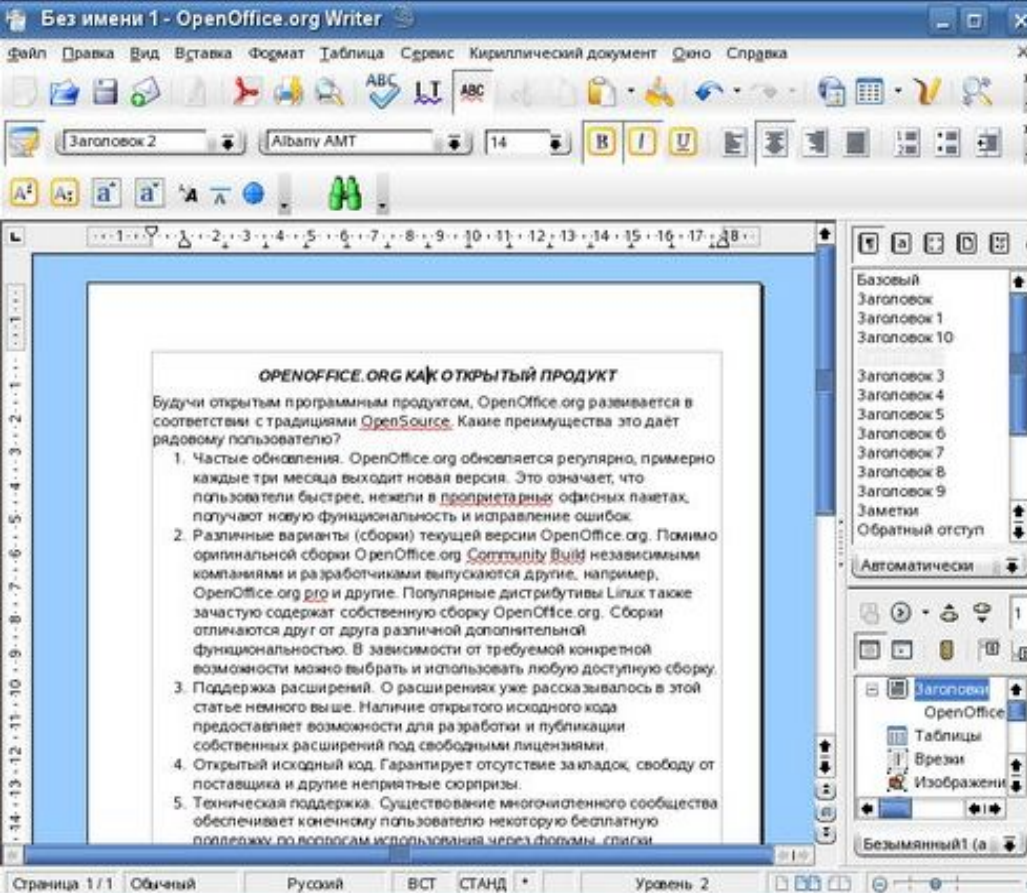 Без имени 1 - OpenOffice.org Writer
Файл Правка Вид Вставка Формат Таблица Сервис Кириллический документ Окно Справка
Заголовок 2 Albany AMT 14
OPENOFFICE.ORG КАК ОТКРЫТЫЙ ПРОДУКТ
Будучи открытым программным продуктом, OpenOffice.org развивается в
соответствии с традициями OpenSource. Какие преимущества это даёт
рядовому пользователю?
1. Частые обновления. OpenOffice.org обновляется регулярно, примерно
каждые три месяца выходит новая версия. Это означает, что
пользователи быстрее, нежели в проприетарных офисных пакетах,
получают новую функциональность и исправление ошибок.
2. Различные варианты (сборки) текущей версии OpenOffice.org. Помимо
оригинальной сборки OpenOffice.org Community Build независимыми
компаниями и разработчиками выпускаются другие, например,
OpenOffice.org pro и другие. Популярные дистрибутивы Linux также
зачастую содержат собственную сборку OpenOffice.org. Сборки
отличаются друг от друга различной дополнительной
функциональностью. В зависимости от требуемой конкретной
возможности можно выбрать и использовать любую доступную сборку.
3. Поддержка расширений. О расширениях уже рассказывалось в этой
статье немного выше. Наличие открытого исходного кода
предоставляет возможности для разработки и публикации
собственных расширений под свободными лицензиями.
4. Открытый исходный код. Гарантирует отсутствие закладок, свободу от
поставщика и другие неприятные сюрпризы.
5. Техническая поддержка. Существование многочисленного сообщества
обеспечивает конечному пользователю некоторую бесплатную
поддержку по вопросам использования через форумы, списки
Базовый
Заголовок
Заголовок 1
Заголовок 10
Заголовок 3
Заголовок 4
Заголовок 5
Заголовок 6
Заголовок 7
Заголовок 8
Заголовок 9
Заметки
Обратный отступ
Автоматически
1
Заголовки
OpenOffice
Таблицы
Врезки
Изображени
Безымянный1 (а
Страница 1 / 1 Обычный Русский ВСТ СТАНД * Уровень 2